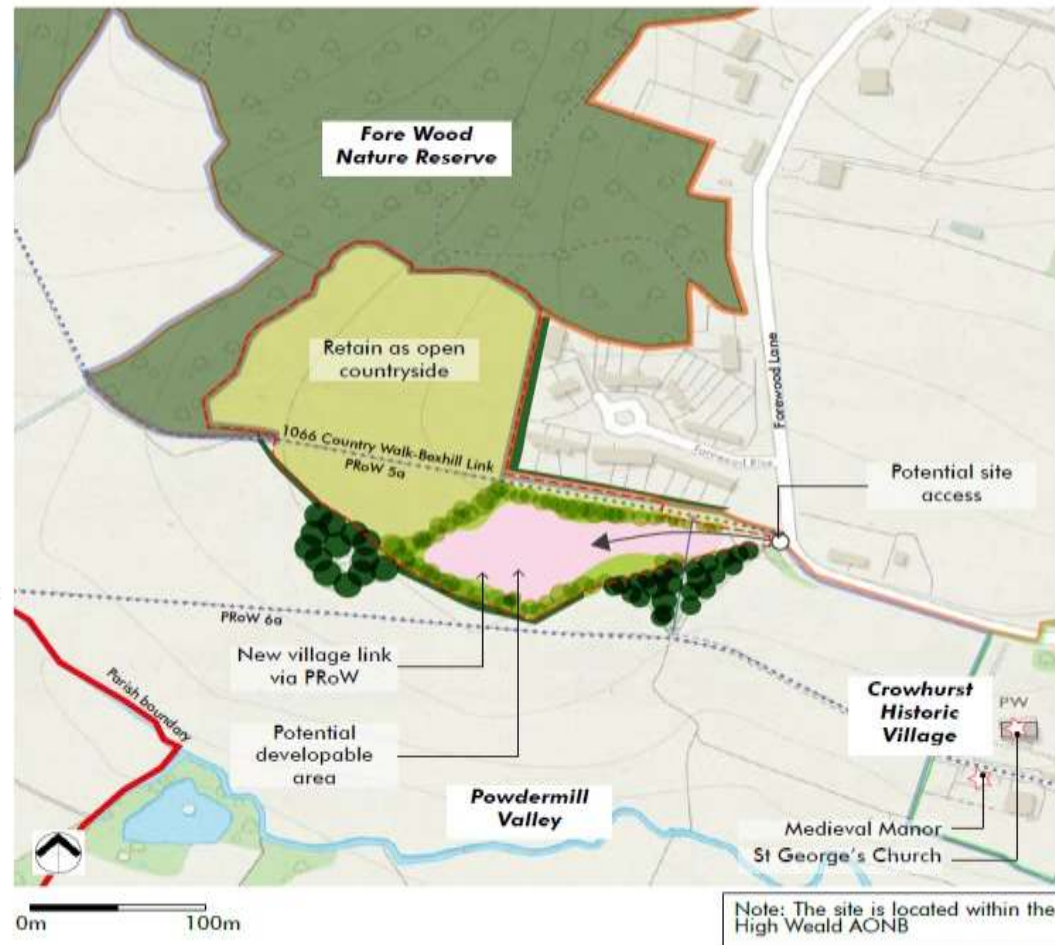 Fore Wood
Nature Reserve
Retain as open
countryside
Forewood Lane
1066 Country Walk-Bexhill Link
PRoW 5a
Forewood Rise
Potential site
access
PRoW 6a
New village link
via PRoW
Parish boundary
Crowhurst
Historic
Village
PW
Potential
developable
area
Powdermill
Valley
Medieval Manor
St George's Church
0m
100m
Note: The site is located within the
High Weald AONB